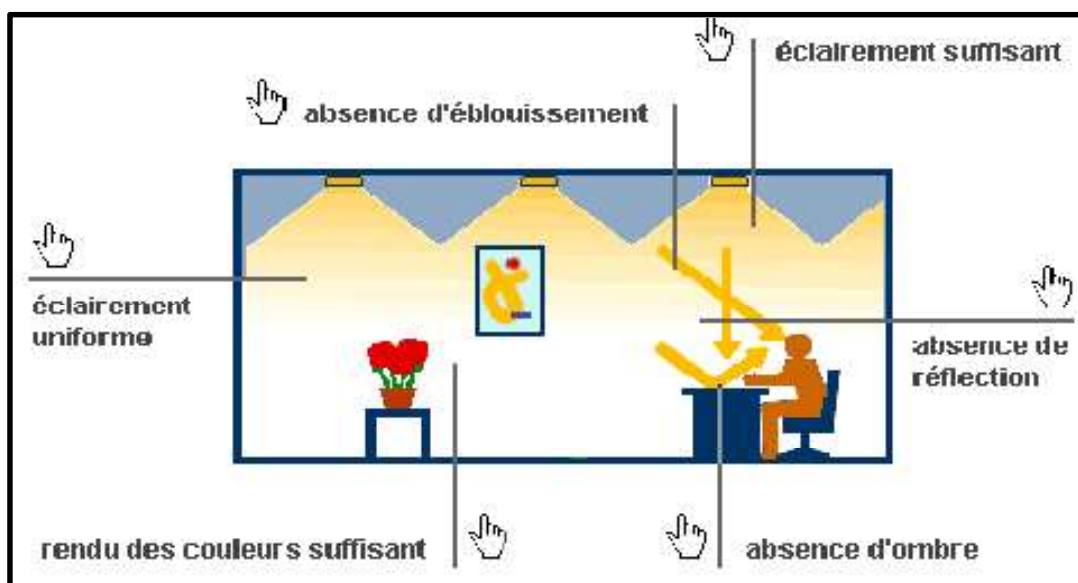 éclairement suffisant
absence d'éblouissement
éclairement
uniforme
absence de
réflection
rendu des couleurs suffisant
absence d'ombre